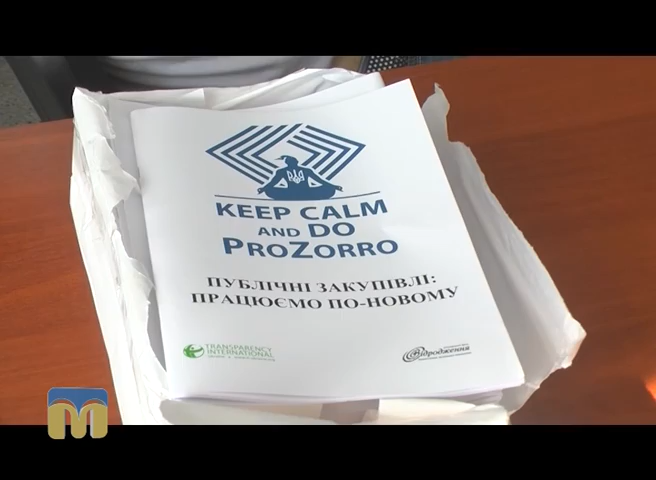 KEEP CALM
AND DO
PROZORRO
ПУБЛІЧНІ ЗАКУПІВЛІ:
ПРАЦЮЄМО ПО-НОВОМУ
TRANSPARENCY
INTERNATIONAL
Відродження
M